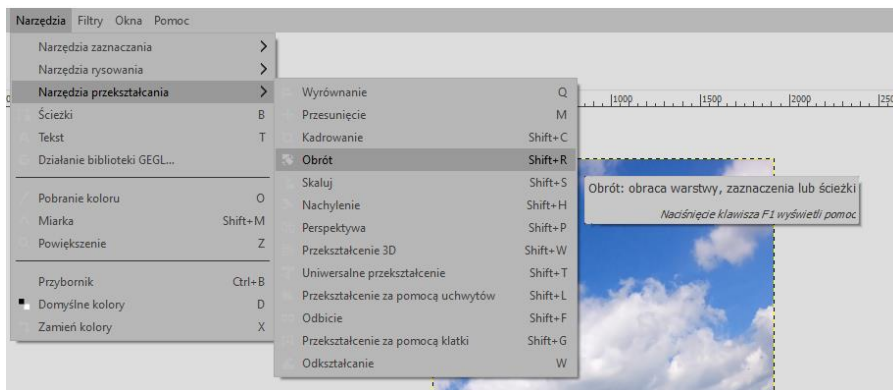 Narzędzia Filtry Okna Pomoc
Narzędzia zaznaczania
Narzędzia rysowania
Narzędzia przekształcania
Ścieżki B
Tekst T
Działanie biblioteki GEGL...
Pobranie koloru O
Miarka Shift+M
Powiększenie Z
Przybornik Ctrl+B
Domyślne kolory D
Zamień kolory X
Wyrównanie Q
Przesunięcie M
Kadrowanie Shift+C
Obrót Shift+R
Skaluj Shift+S
Nachylenie Shift+H
Perspektywa Shift+P
Przekształcenie 3D Shift+W
Uniwersalne przekształcenie Shift+T
Przekształcenie za pomocą uchwytów Shift+L
Odbicie Shift+F
Przekształcenie za pomocą klatki Shift+G
Odkształcanie W
1000 1500 2000
Obrót: obraca warstwy, zaznaczenia lub ścieżki
Naciśnięcie klawisza F1 wyświetli pomoc